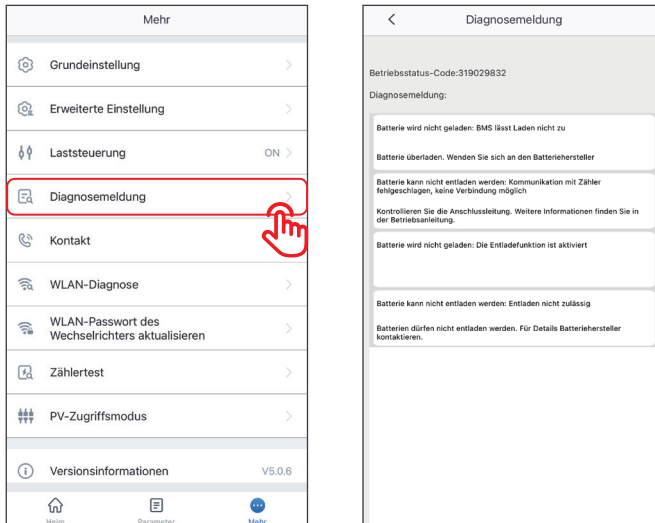 Mehr
Grundeinstellung
Erweiterte Einstellung
Laststeuerung ON
Diagnosemeldung
Kontakt
WLAN-Diagnose
WLAN-Passwort des
Wechselrichters aktualisieren
Zählertest
PV-Zugriffsmodus
Versionsinformationen V5.0.6
Heim Parameter Mehr
Diagnosemeldung
Betriebsstatus-Code:319029832
Diagnosemeldung:
Batterie wird nicht geladen: BMS lässt Laden nicht zu
Batterie überladen. Wenden Sie sich an den Batteriehersteller
Batterie kann nicht entladen werden: Kommunikation mit Zähler
fehlgeschlagen, keine Verbindung möglich
Kontrollieren Sie die Anschlussleitung. Weitere Informationen finden Sie in
der Betriebsanleitung.
Batterie wird nicht geladen: Die Entladefunktion ist aktiviert
Batterie kann nicht entladen werden: Entladen nicht zulässig
Batterien dürfen nicht entladen werden. Für Details Batteriehersteller
kontaktieren.